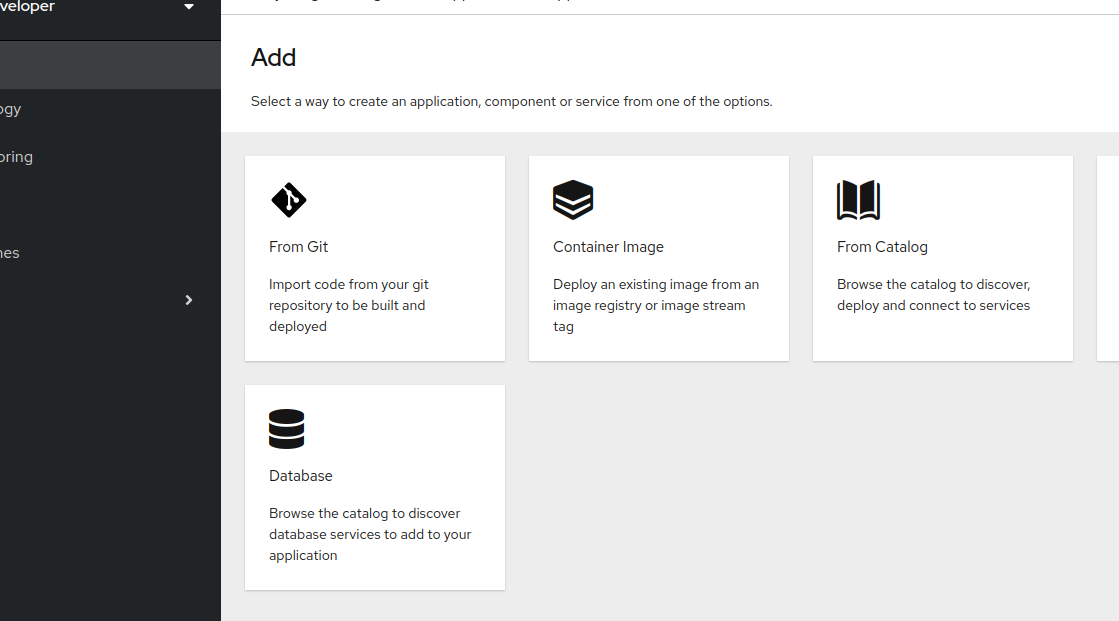 veloper
ogy
oring
nes
Add
Select a way to create an application, component or service from one of the options.
From Git
Import code from your git
repository to be built and
deployed
Container Image
Deploy an existing image from an
image registry or image stream
tag
From Catalog
Browse the catalog to discover,
deploy and connect to services
Database
Browse the catalog to discover
database services to add to your
application